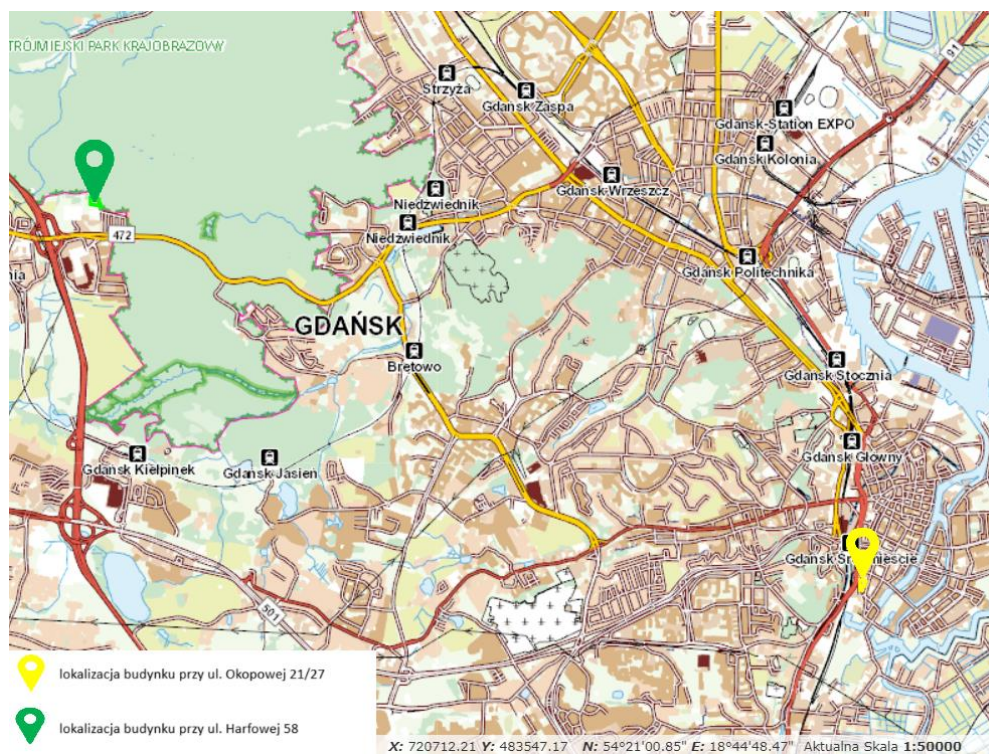 TRÓJMIEJSKI PARK KRAJOBRAZOWY
91
Strzyża
Gdańsk Zaspa
Gdańsk-Station EXPO
Gdańsk Kolonia
MART
Gdańsk-Wrzeszcz
Niedźwiednik
Niedźwiednik
472
Gdańsk Politechnika
GDAŃSK
Brętowo
Gdańsk Stocznia
Gdańsk Główny
Gdańsk Kiełpinek
Gdańsk Jasień
Gdańsk Śródmieście
501
lokalizacja budynku przy ul. Okopowej 21/27
lokalizacja budynku przy ul. Harfowej 58
X: 720712.21 Y: 483547.17 N: 54°21'00.85" E: 18°44'48.47" Aktualna Skala 1:50000